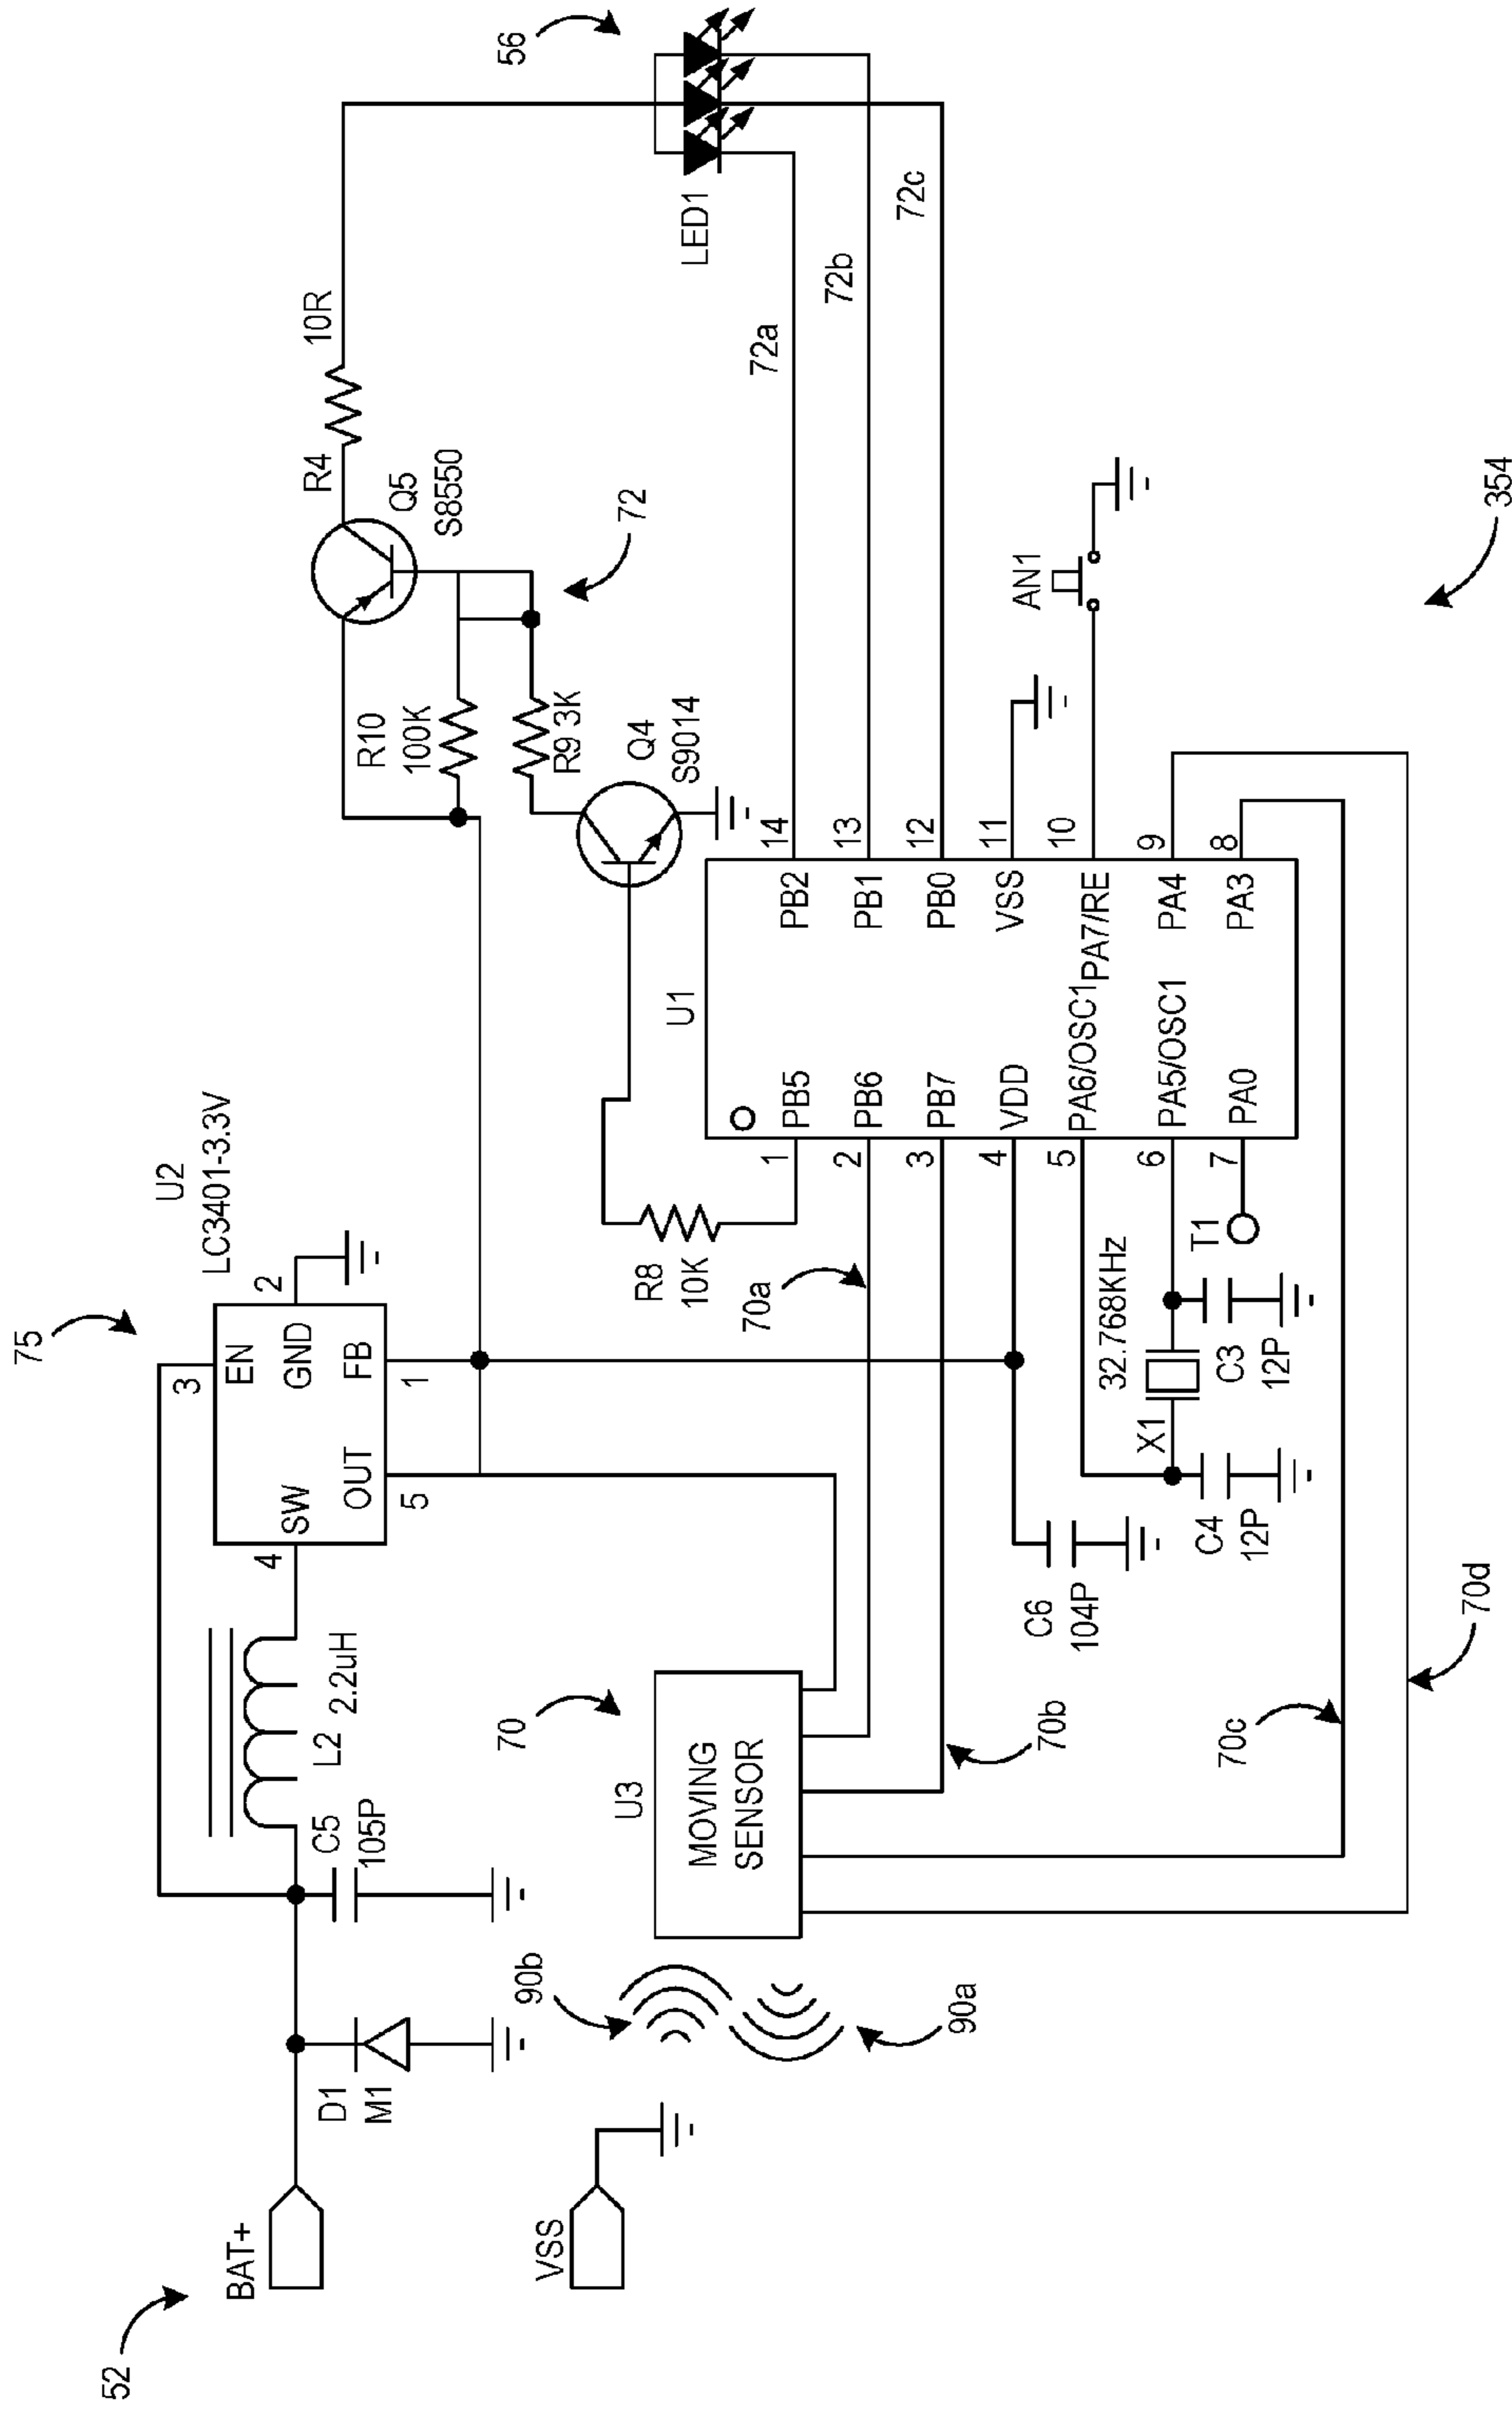 52
BAT+
VSS
D1
M1
C5
105P
L2
2.2uH
75
U2
LC3401-3.3V
3
EN
4
SW
GND
2
OUT
FB
5
1
90b
90a
70
U3
MOVING
SENSOR
70a
70b
70c
70d
R10
100K
R9 3K
Q4
S9014
R8
10K
72
Q5
S8550
R4
10R
56
LED1
72a
72b
72c
U1
1
PB5
PB2
14
2
PB6
PB1
13
3
PB7
PB0
12
4
VDD
VSS
11
5
PA6/OSC1
PA7/RE
10
6
PA5/OSC1
PA4
9
7
PA0
PA3
8
AN1
C6
104P
X1
32.768KHz
C4
12P
C3
12P
T1
354